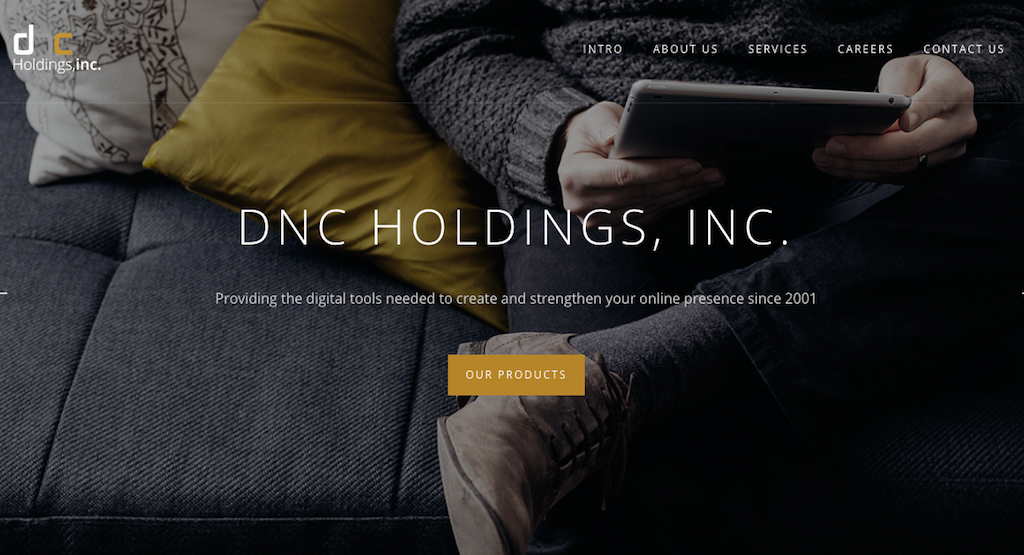 d c
Holdings,inc.
INTRO ABOUT US SERVICES CAREERS CONTACT US
DNC HOLDINGS, INC.
Providing the digital tools needed to create and strengthen your online presence since 2001
OUR PRODUCTS